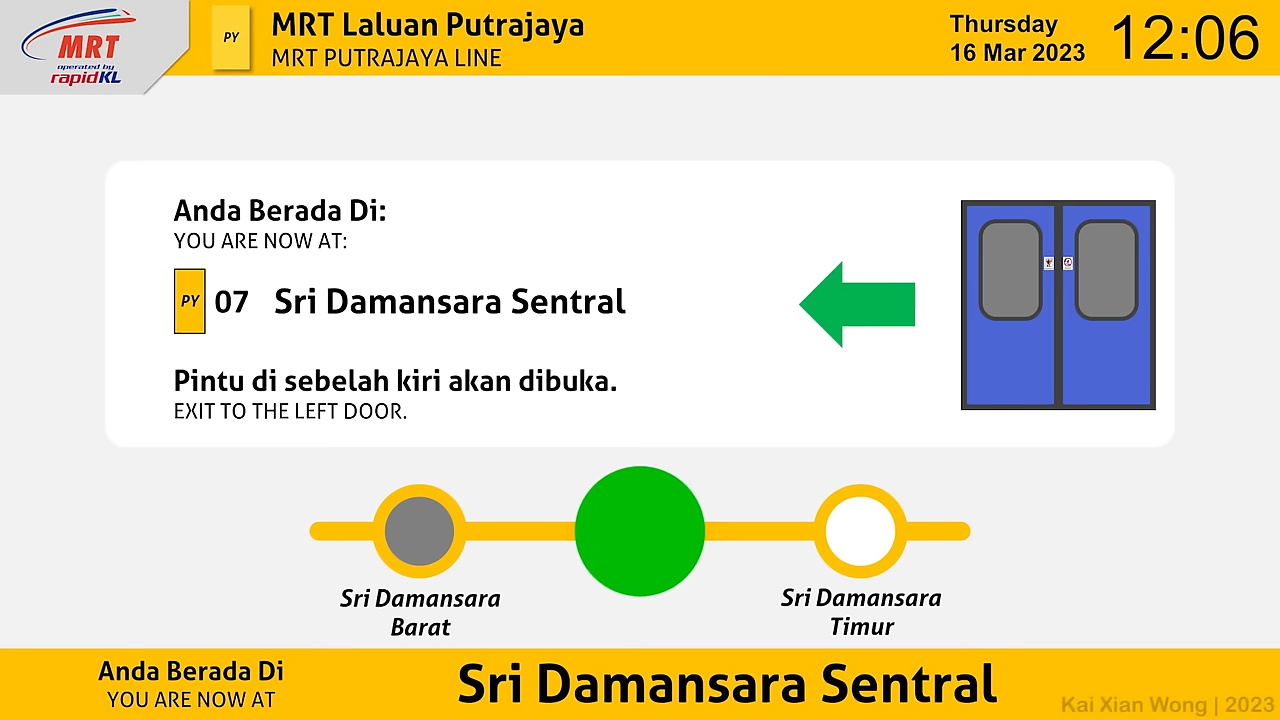 MRT
operated by
rapidKL
PY
MRT Laluan Putrajaya
MRT PUTRAJAYA LINE
Thursday
16 Mar 2023
12:06
Anda Berada Di:
YOU ARE NOW AT:
PY 07 Sri Damansara Sentral
Pintu di sebelah kiri akan dibuka.
EXIT TO THE LEFT DOOR.
Sri Damansara
Barat
Sri Damansara
Timur
Anda Berada Di
YOU ARE NOW AT
Sri Damansara Sentral
Kai Xian Wong | 2023